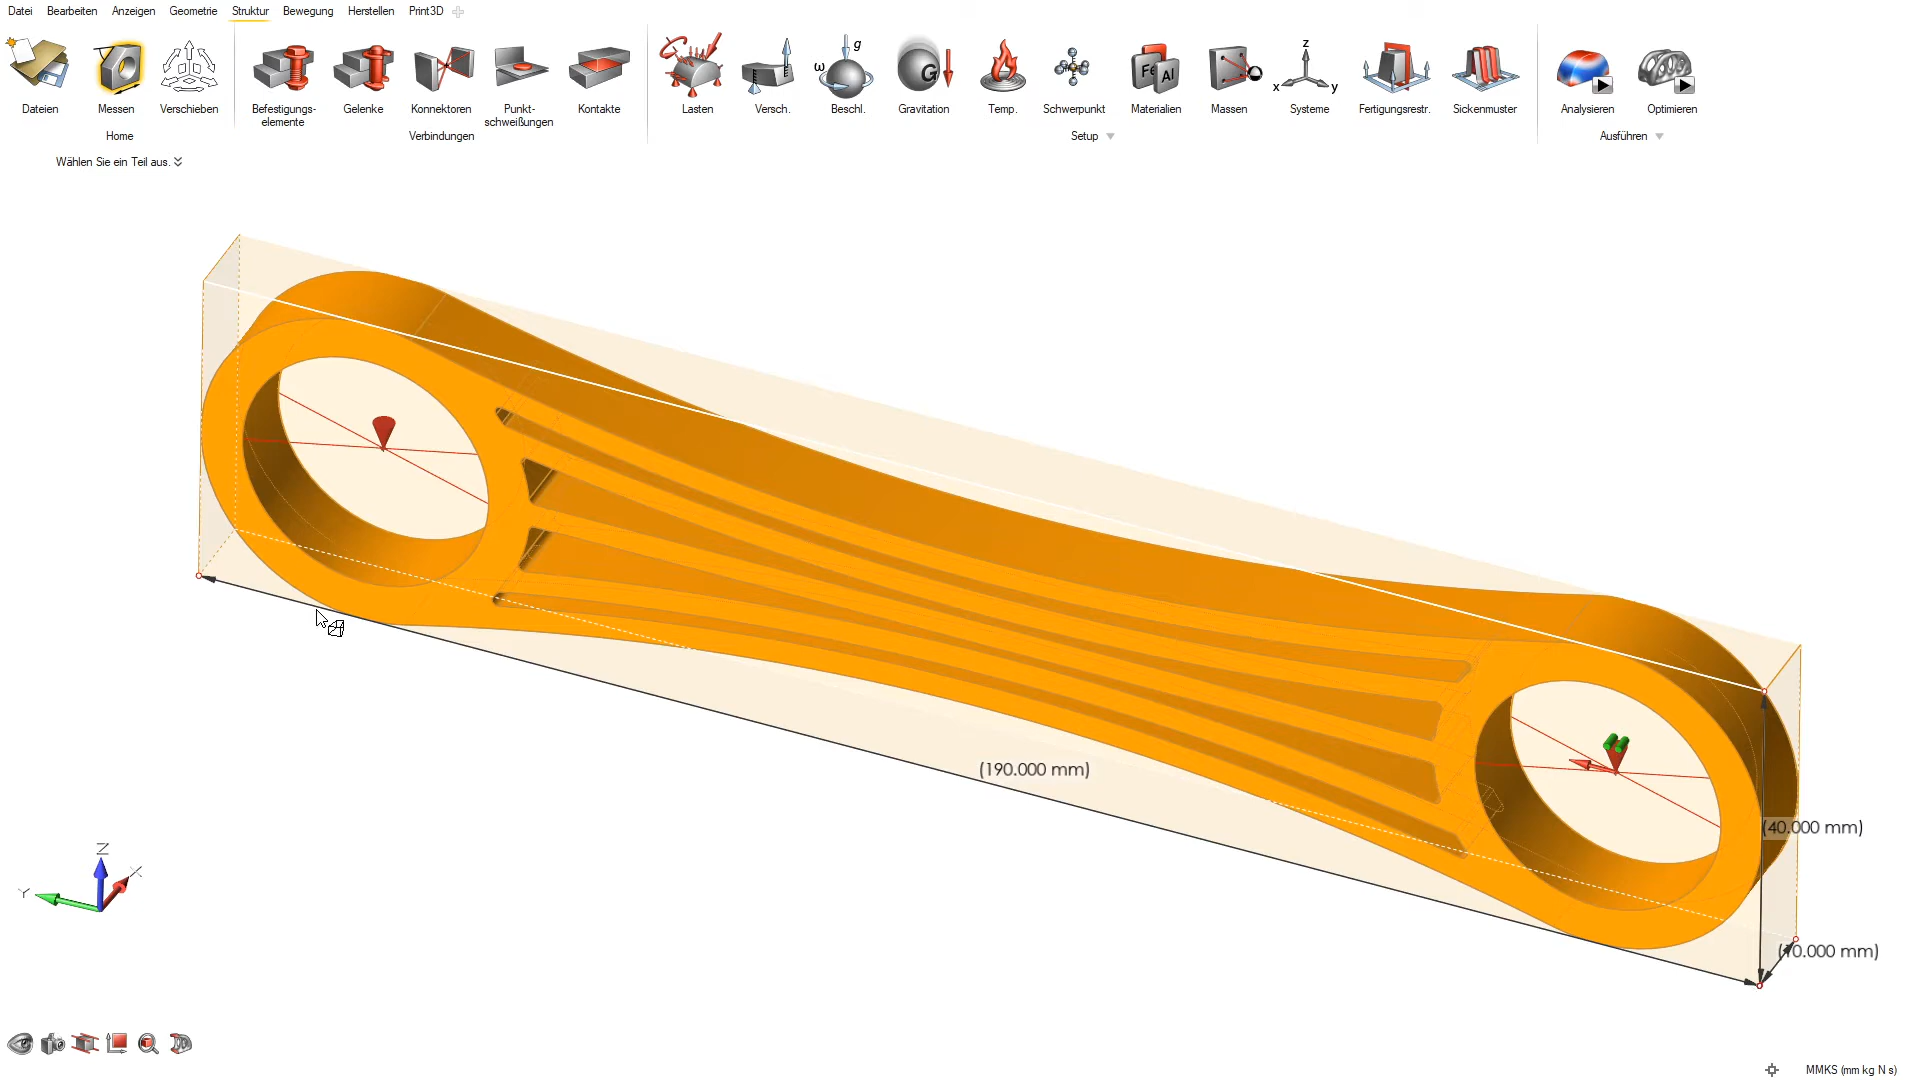 Datei Bearbeiten Anzeigen Geometrie Struktur Bewegung Herstellen Print3D
Dateien Messen Verschieben Befestigungs-
elemente Gelenke Konnektoren Punkt-
schweißungen Kontakte Lasten Versch. Beschl. Gravitation Temp. Schwerpunkt Materialien Massen Systeme Fertigungsrestr. Sickenmuster Analysieren Optimieren
ω g G Fe Al z x y
Home Verbindungen Setup Ausführen
Wählen Sie ein Teil aus.
(190.000 mm)
(40.000 mm)
(10.000 mm)
Z
X
Y
MMKS (mm kg N s)